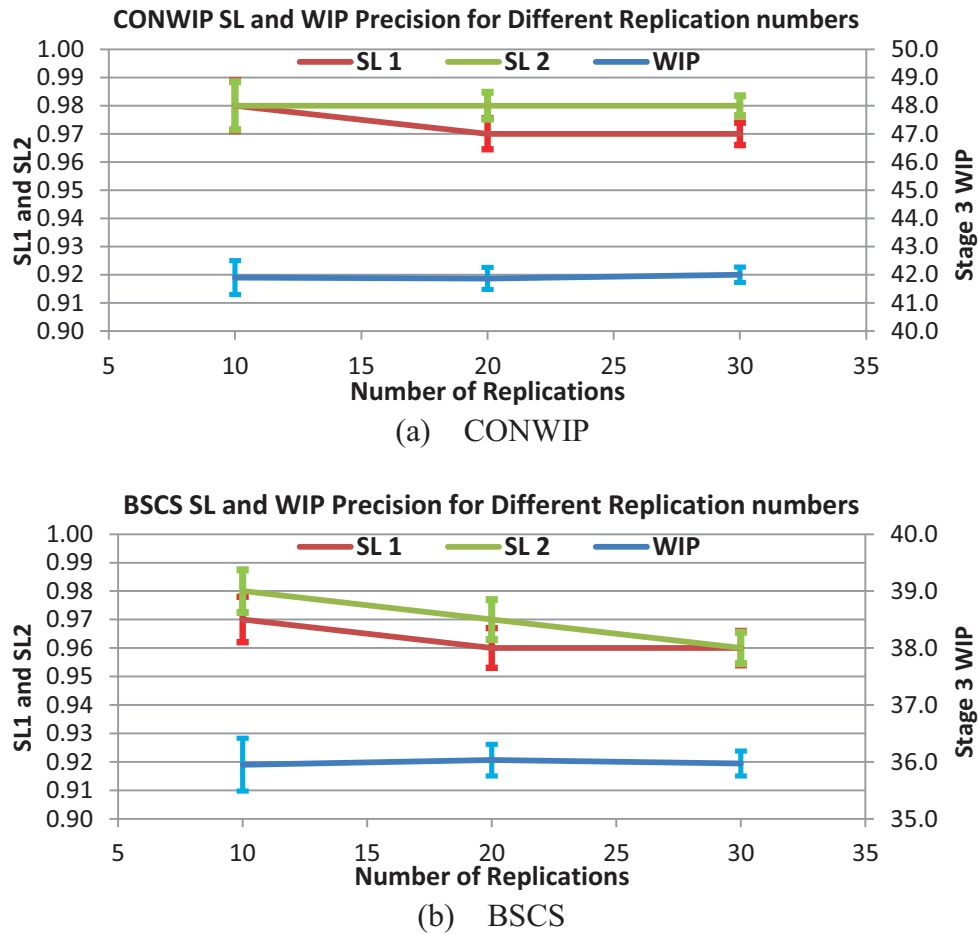 CONWIP SL and WIP Precision for Different Replication numbers
SL 1 SL 2 WIP
1.00 50.0
0.99 49.0
0.98 48.0
0.97 47.0
0.96 46.0
0.95 45.0
0.94 44.0
0.93 43.0
0.92 42.0
0.91 41.0
0.90 40.0
SL1 and SL2
Stage 3 WIP
5 10 15 20 25 30 35
Number of Replications
(a) CONWIP
BSCS SL and WIP Precision for Different Replication numbers
SL 1 SL 2 WIP
1.00 40.0
0.99
0.98 39.0
0.97
0.96 38.0
0.95
0.94 37.0
0.93
0.92 36.0
0.91
0.90 35.0
SL1 and SL2
Stage 3 WIP
5 10 15 20 25 30 35
Number of Replications
(b) BSCS